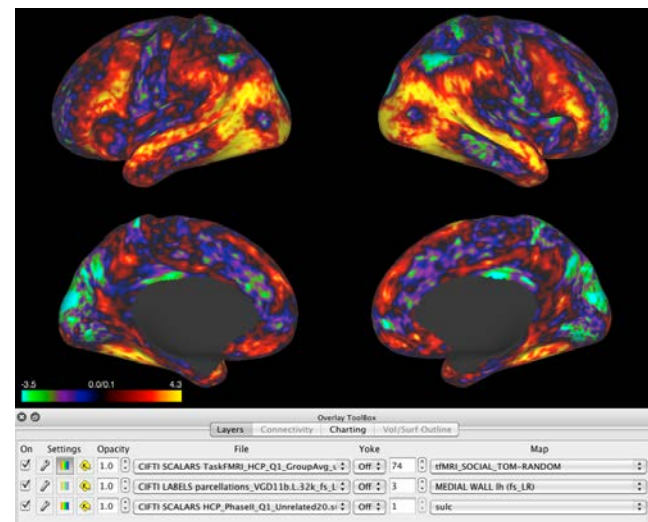 -3.5 0.0/0.1 4.3
Overlay ToolBox
Layers Connectivity Charting Vol/Surf Outline
On Settings Opacity File Yoke Map
1.0 CIFTI SCALARS TaskFMRI_HCP_Q1_GroupAvg_ Off 74 tfMRI_SOCIAL_TOM-RANDOM
1.0 CIFTI LABELS parcellations_VGD11b.L.32k_fs_L Off 3 MEDIAL WALL lh (fs_LR)
1.0 CIFTI SCALARS HCP_PhaseII_Q1_Unrelated20.s Off 1 sulc